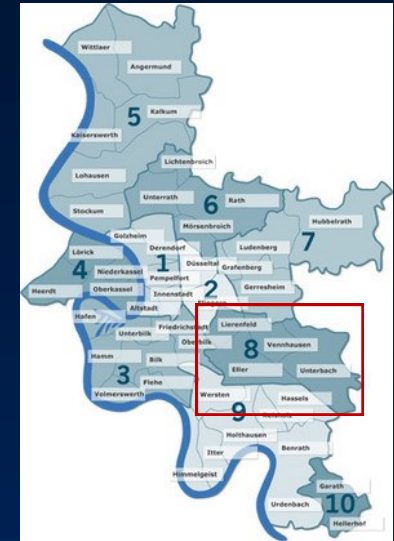 Wittlaer
Angermund
5
Kalkum
Kaiserswerth
Lichtenbroich
Lohausen
Unterrath
6
Rath
Stockum
Hubbelrath
Mörsenbroich
7
Golzheim
Derendorf
Ludenberg
Lörick
4
1
Düsseltal
Grafenberg
Niederkassel
Pempelfort
2
Gerresheim
Heerdt
Oberkassel
Innenstadt
Altstadt
Hafen
Friedrichstadt
Lierenfeld
Unterbilk
Oberbilk
8
Vennhausen
Hamm
Bilk
3
Eller
Unterbach
Flehe
Volmerswerth
Wersten
Hassels
9
Holthausen
Itter
Benrath
Himmelgeist
Garath
Urdenbach
10
Hellerhof